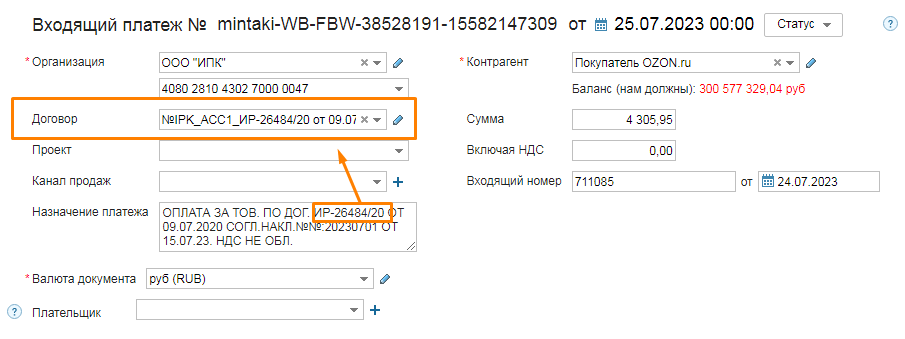 Входящий платеж № mintaki-WB-FBW-38528191-15582147309 от 25.07.2023 00:00 Статус ?
* Организация ООО "ИПК" * Контрагент Покупатель OZON.ru
4080 2810 4302 7000 0047 Баланс (нам должны): 300 577 329,04 руб
Договор №IPK_ACC1_ИР-26484/20 от 09.07 Сумма 4 305,95
Проект Включая НДС 0,00
Канал продаж Входящий номер 711085 от 24.07.2023
Назначение платежа ОПЛАТА ЗА ТОВ. ПО ДОГ. ИР-26484/20 ОТ
09.07.2020 СОГЛ.НАКЛ.№№:20230701 ОТ
15.07.23. НДС НЕ ОБЛ.
* Валюта документа руб (RUB)
? Плательщик